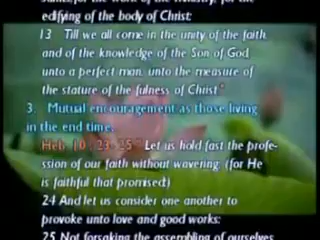 edifying of the body of Christ:
13 Till we all come in the unity of the faith
and of the knowledge of the Son of God,
unto a perfect man, unto the measure of
the stature of the fulness of Christ"
3. Mutual encouragement as those living
in the end time.
Heb. 10:23-25 "Let us hold fast the profe-
ssion of our faith without wavering; (for He
is faithful that promised)
24 And let us consider one another to
provoke unto love and good works:
25 Not forsaking the assembling of ourselves